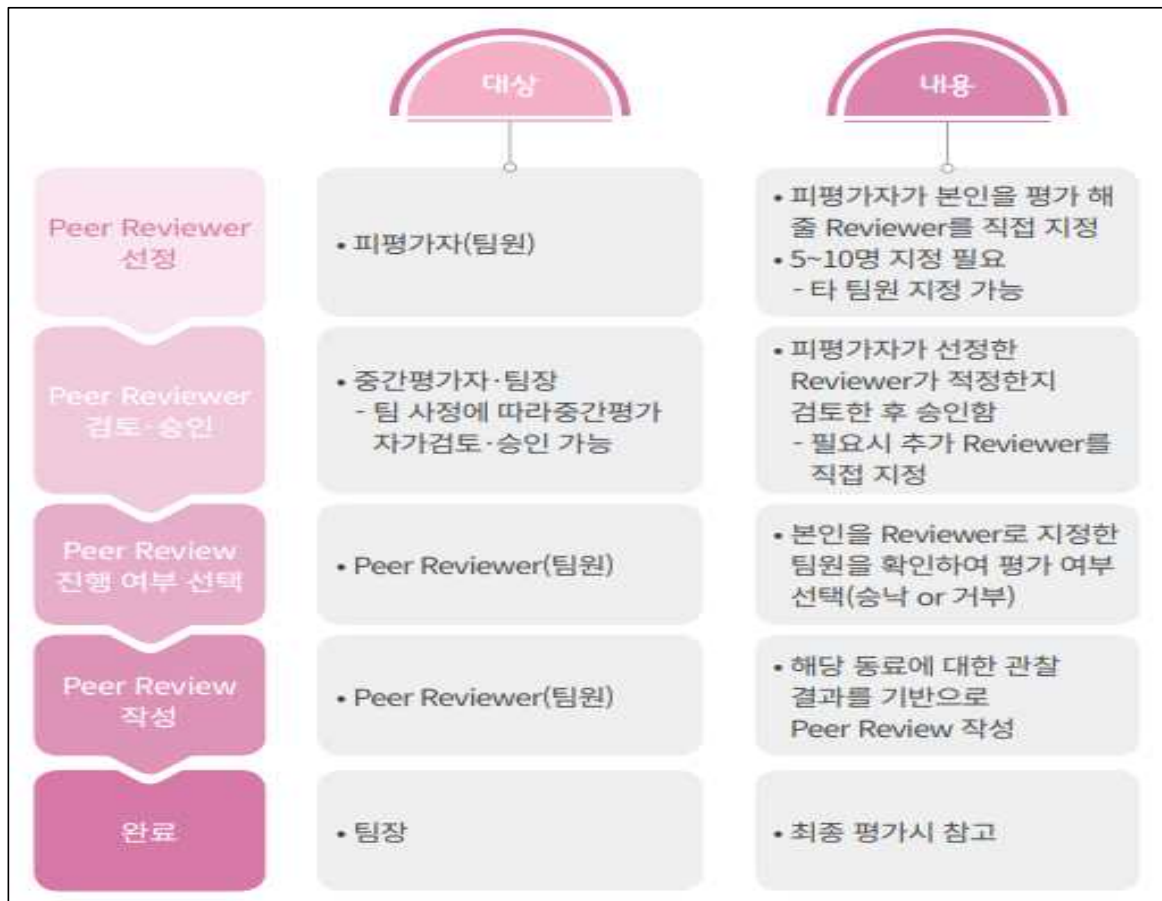 대상
내용
Peer Reviewer
선정
• 피평가자(팀원)
• 피평가자가 본인을 평가 해
줄 Reviewer를 직접 지정
• 5~10명 지정 필요
- 타 팀원 지정 가능
Peer Reviewer
검토·승인
• 중간평가자·팀장
- 팀 사정에 따라중간평가
자가검토·승인 가능
• 피평가자가 선정한
Reviewer가 적정한지
검토한 후 승인함
- 필요시 추가 Reviewer를
직접 지정
Peer Review
진행 여부 선택
• Peer Reviewer(팀원)
• 본인을 Reviewer로 지정한
팀원을 확인하여 평가 여부
선택(승낙 or 거부)
Peer Review
작성
• Peer Reviewer(팀원)
• 해당 동료에 대한 관찰
결과를 기반으로
Peer Review 작성
완료
• 팀장
• 최종 평가시 참고